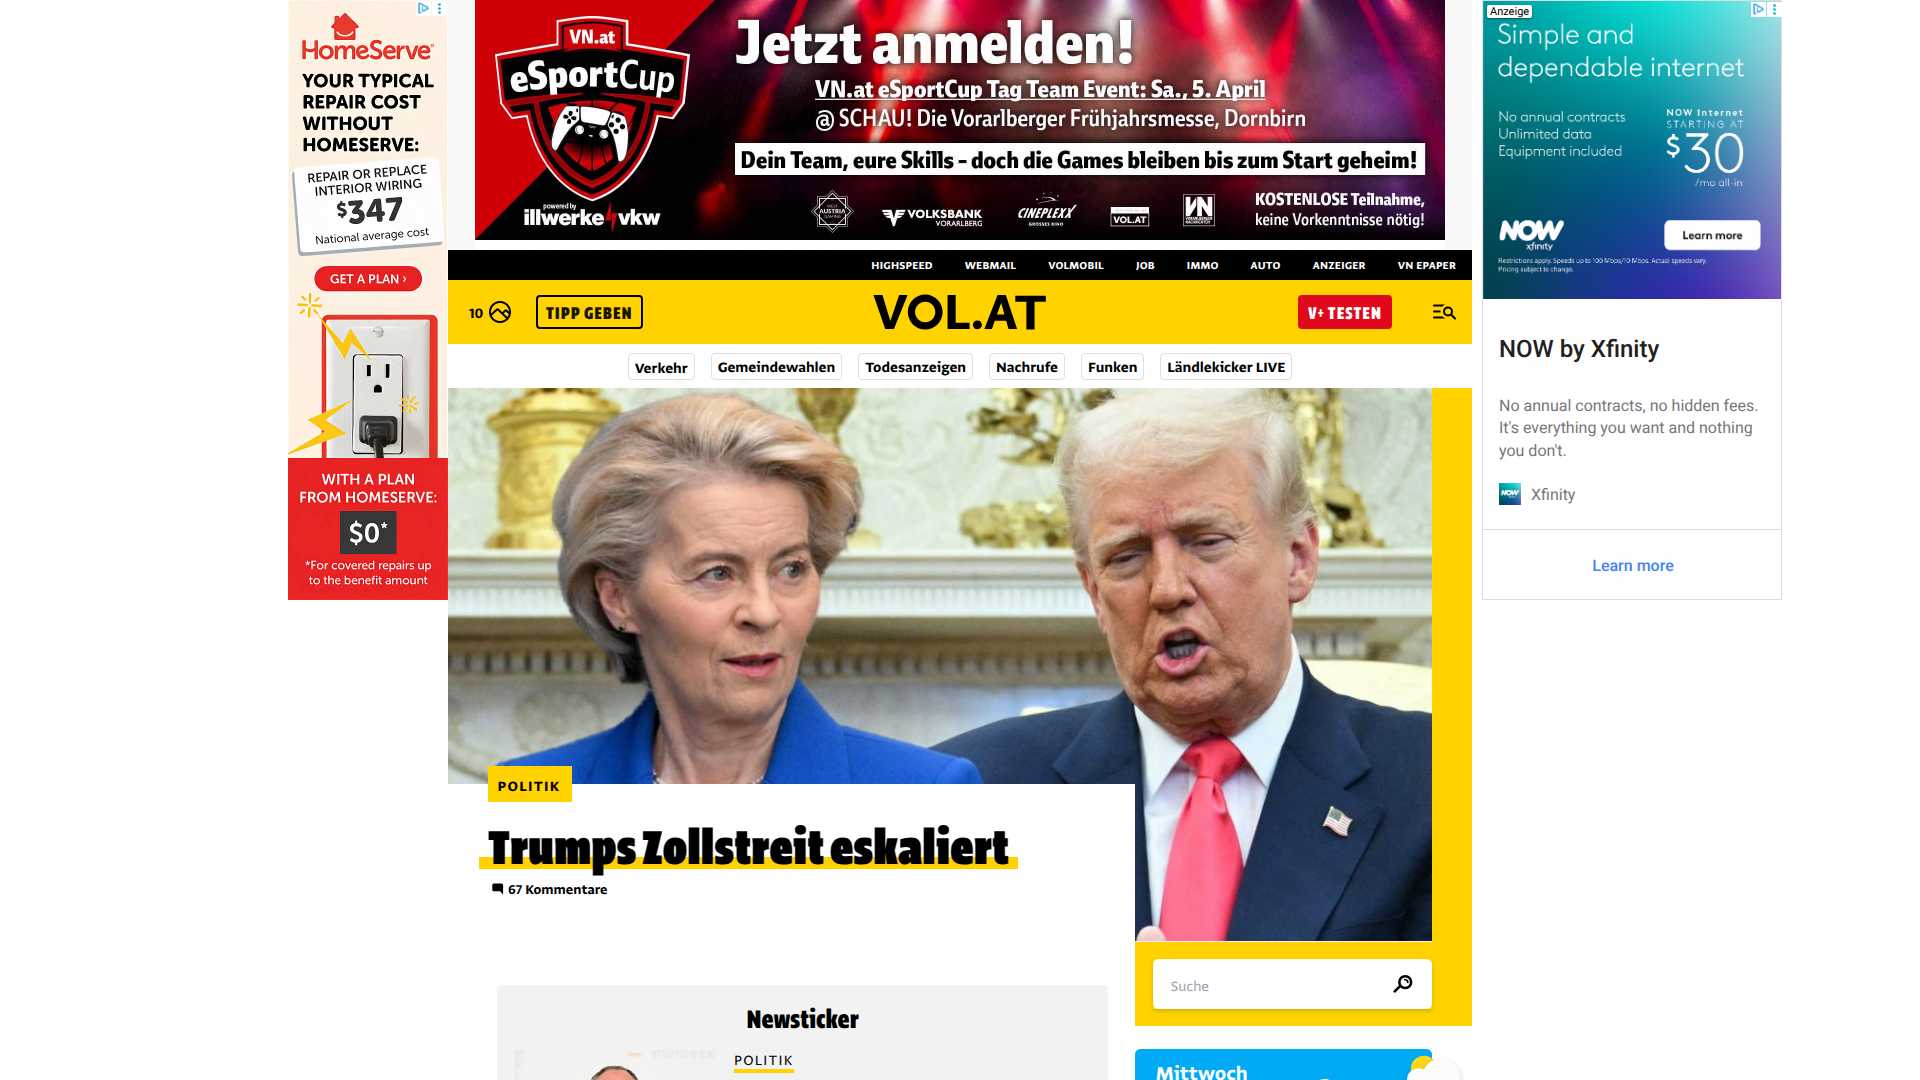 HomeServe
YOUR TYPICAL
REPAIR COST
WITHOUT
HOMESERVE:
REPAIR OR REPLACE
INTERIOR WIRING
$347
National average cost
GET A PLAN ›
WITH A PLAN
FROM HOMESERVE:
$0*
*For covered repairs up
to the benefit amount
VN.at
eSportCup
powered by
illwerke vkw
Jetzt anmelden!
VN.at eSportCup Tag Team Event: Sa., 5. April
@ SCHAU! Die Vorarlberger Frühjahrsmesse, Dornbirn
Dein Team, eure Skills – doch die Games bleiben bis zum Start geheim!
AUSTRIA
VOLKSBANK
VORARLBERG
CINEPLEXX
VOL.AT
VN
KOSTENLOSE Teilnahme,
keine Vorkenntnisse nötig!
HIGHSPEED WEBMAIL VOLMOBIL JOB IMMO AUTO ANZEIGER VN EPAPER
10 TIPP GEBEN VOL.AT V+ TESTEN
Verkehr Gemeindewahlen Todesanzeigen Nachrufe Funken Ländlekicker LIVE
POLITIK
Trumps Zollstreit eskaliert
67 Kommentare
Newsticker
POLITIK
Suche
Mittwoch
Anzeige
Simple and
dependable internet
No annual contracts
Unlimited data
Equipment included
NOW Internet
STARTING AT
$30
/mo all-in
NOW
xfinity
Learn more
Restrictions apply. Speeds up to 100 Mbps/10 Mbps. Actual speeds vary.
Pricing subject to change.
NOW by Xfinity
No annual contracts, no hidden fees.
It's everything you want and nothing
you don't.
NOW
Xfinity
Learn more